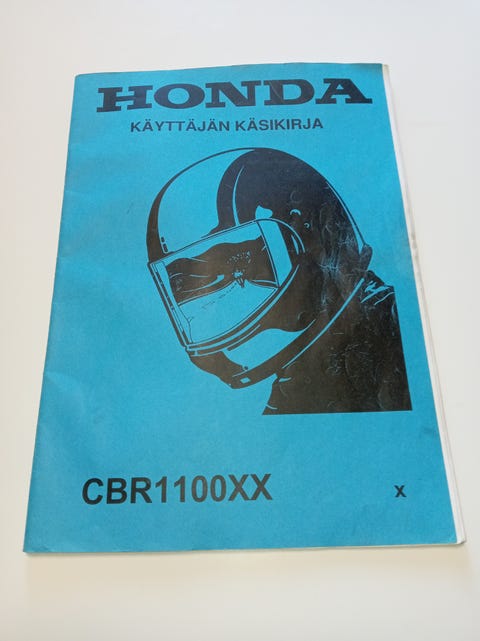 HONDA
KÄYTTÄJÄN KÄSIKIRJA
CBR1100XX
X